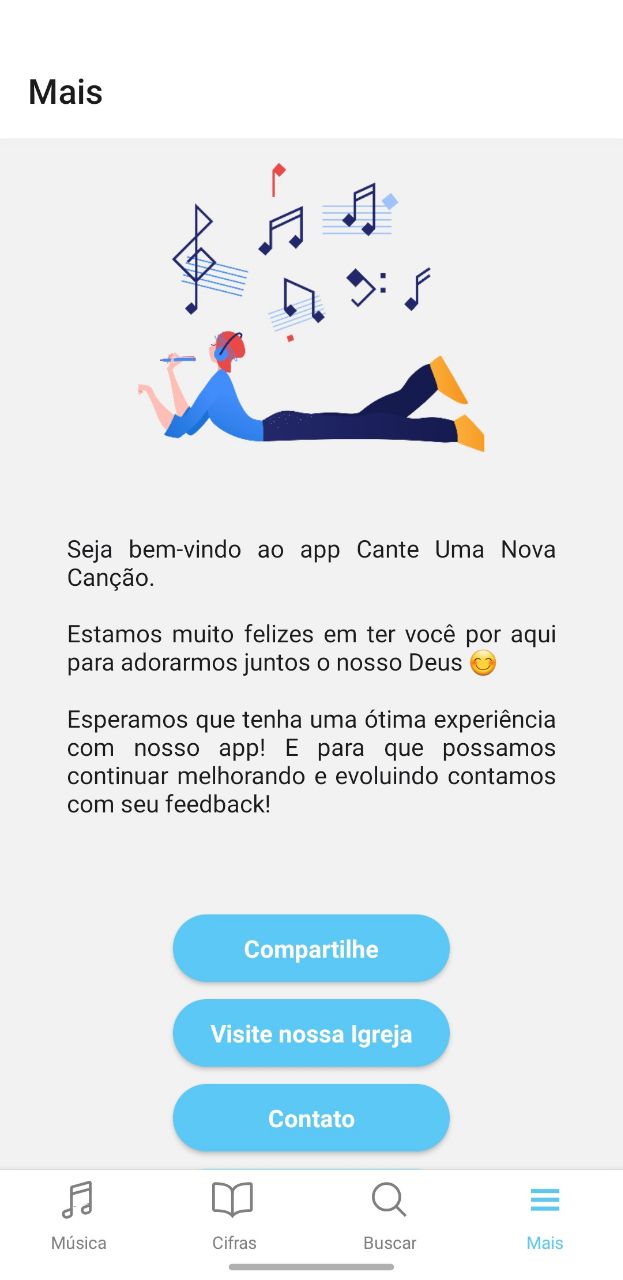 Mais
Seja bem-vindo ao app Cante Uma Nova
Canção.
Estamos muito felizes em ter você por aqui
para adorarmos juntos o nosso Deus 😊
Esperamos que tenha uma ótima experiência
com nosso app! E para que possamos
continuar melhorando e evoluindo contamos
com seu feedback!
Compartilhe
Visite nossa Igreja
Contato
Música
Cifras
Buscar
Mais